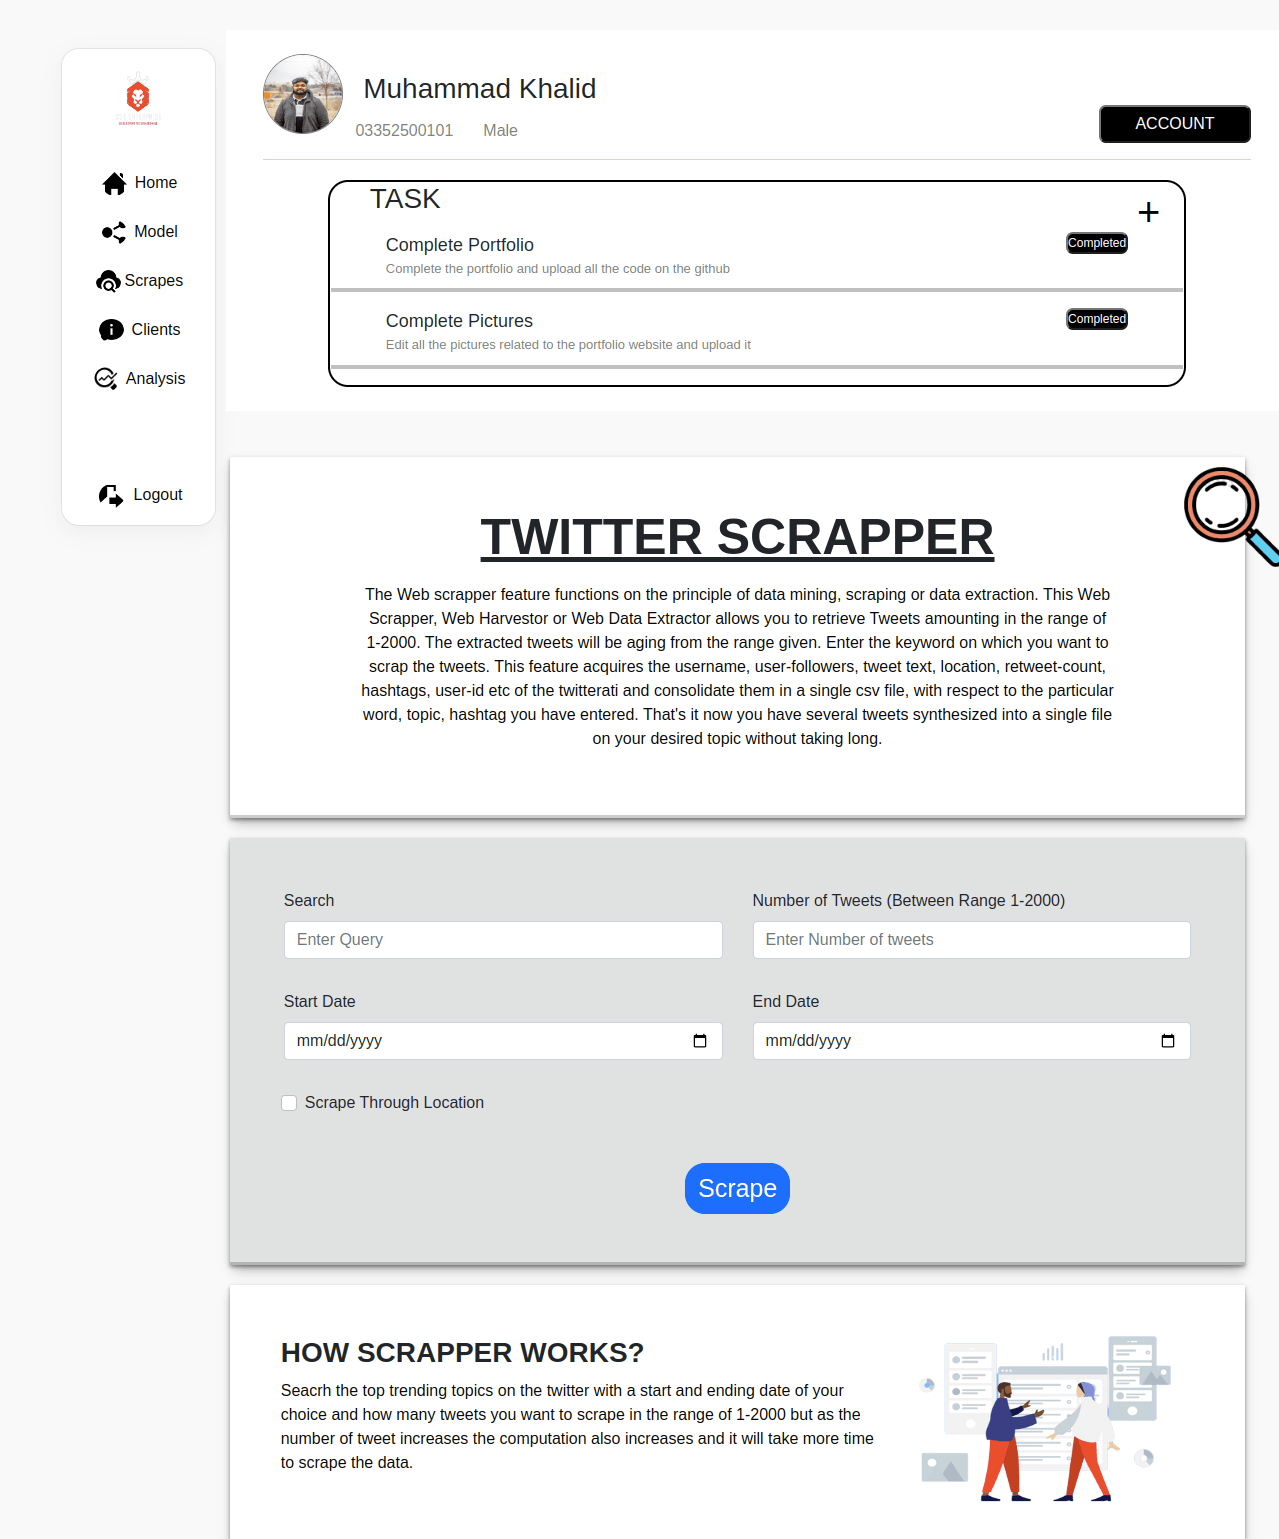 Muhammad Khalid
03352500101 Male
ACCOUNT
Home
Model
Scrapes
Clients
Analysis
Logout
TASK
+
Complete Portfolio
Completed
Complete the portfolio and upload all the code on the github
Complete Pictures
Completed
Edit all the pictures related to the portfolio website and upload it
TWITTER SCRAPPER
The Web scrapper feature functions on the principle of data mining, scraping or data extraction. This Web
Scrapper, Web Harvestor or Web Data Extractor allows you to retrieve Tweets amounting in the range of
1-2000. The extracted tweets will be aging from the range given. Enter the keyword on which you want to
scrap the tweets. This feature acquires the username, user-followers, tweet text, location, retweet-count,
hashtags, user-id etc of the twitterati and consolidate them in a single csv file, with respect to the particular
word, topic, hashtag you have entered. That's it now you have several tweets synthesized into a single file
on your desired topic without taking long.
Search
Number of Tweets (Between Range 1-2000)
Enter Query
Enter Number of tweets
Start Date
End Date
mm/dd/yyyy
mm/dd/yyyy
Scrape Through Location
Scrape
HOW SCRAPPER WORKS?
Seacrh the top trending topics on the twitter with a start and ending date of your
choice and how many tweets you want to scrape in the range of 1-2000 but as the
number of tweet increases the computation also increases and it will take more time
to scrape the data.